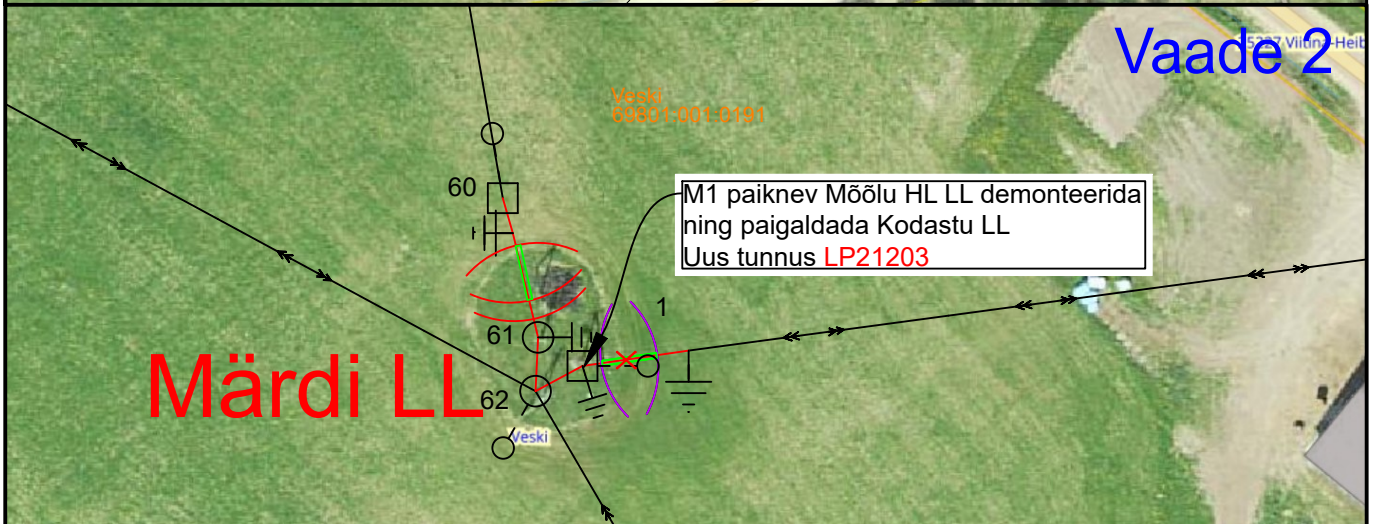 Vaade 2
Veski
69801:001:0191
60
M1 paiknev Mõõlu HL LL demonteerida
ning paigaldada Kodastu LL
Uus tunnus LP21203
1
61
Märdi LL
62
Veski